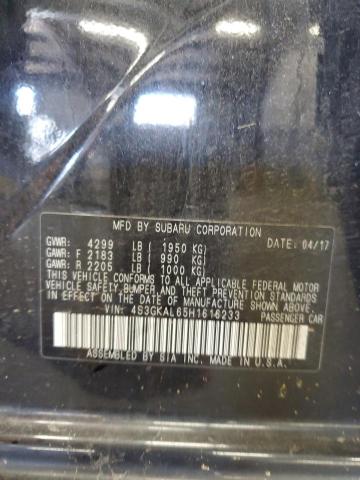 MFD BY SUBARU CORPORATION DATE: 04/17
GVWR: 4299 LB ( 1950 KG)
GAWR: F 2183 LB ( 990 KG)
GAWR: R 2205 LB ( 1000 KG)
THIS VEHICLE CONFORMS TO ALL APPLICABLE FEDERAL MOTOR
VEHICLE SAFETY, BUMPER, AND THEFT PREVENTION STANDARDS
IN EFFECT ON THE DATE OF MANUFACTURE SHOWN ABOVE.
VIN: 4S3GKAL65H1616233 PASSENGER CAR
ASSEMBLED BY SIA INC. MADE IN U.S.A.